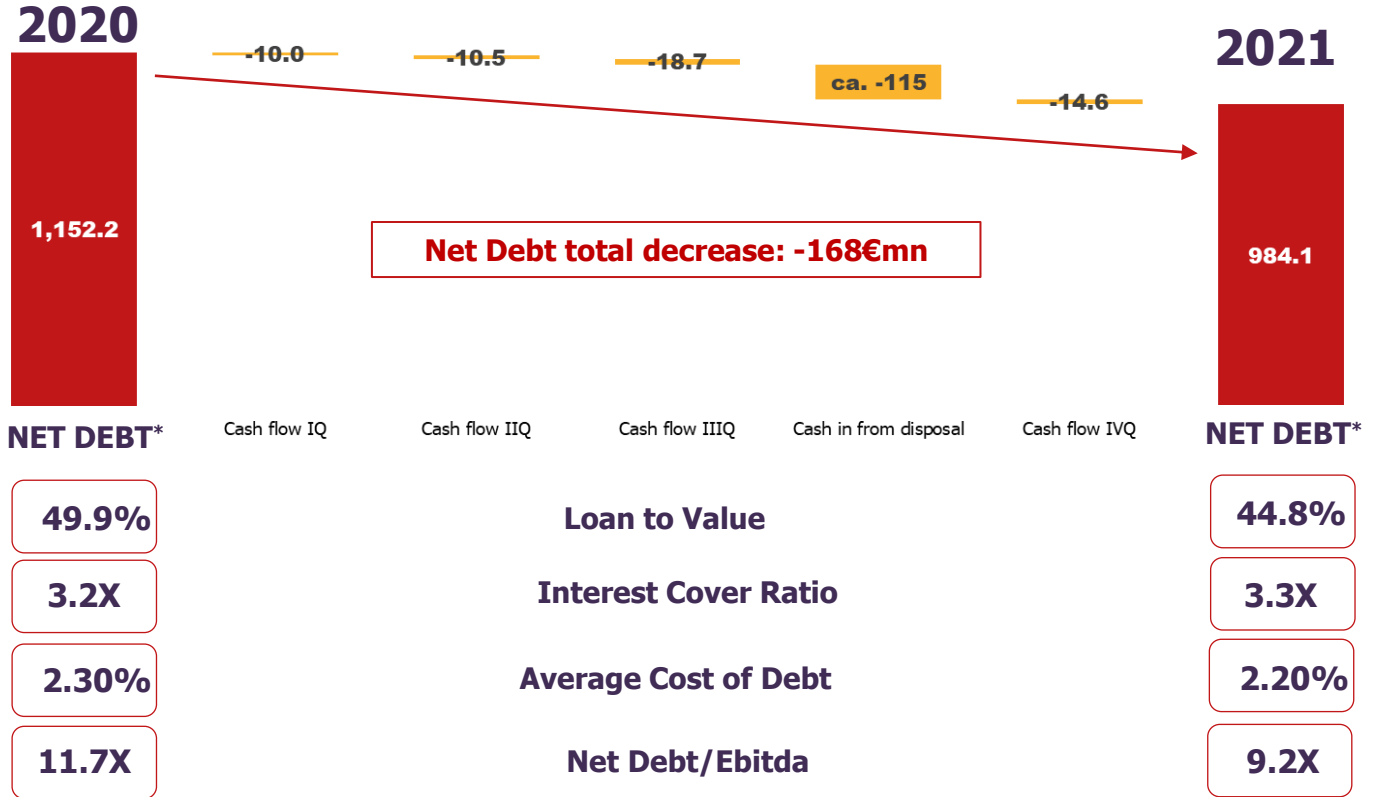 2020
2021
-10.0
-10.5
-18.7
ca. -115
-14.6
1,152.2
Net Debt total decrease: -168€mn
984.1
NET DEBT*
Cash flow IQ
Cash flow IIQ
Cash flow IIIQ
Cash in from disposal
Cash flow IVQ
NET DEBT*
49.9%
Loan to Value
44.8%
3.2X
Interest Cover Ratio
3.3X
2.30%
Average Cost of Debt
2.20%
11.7X
Net Debt/Ebitda
9.2X